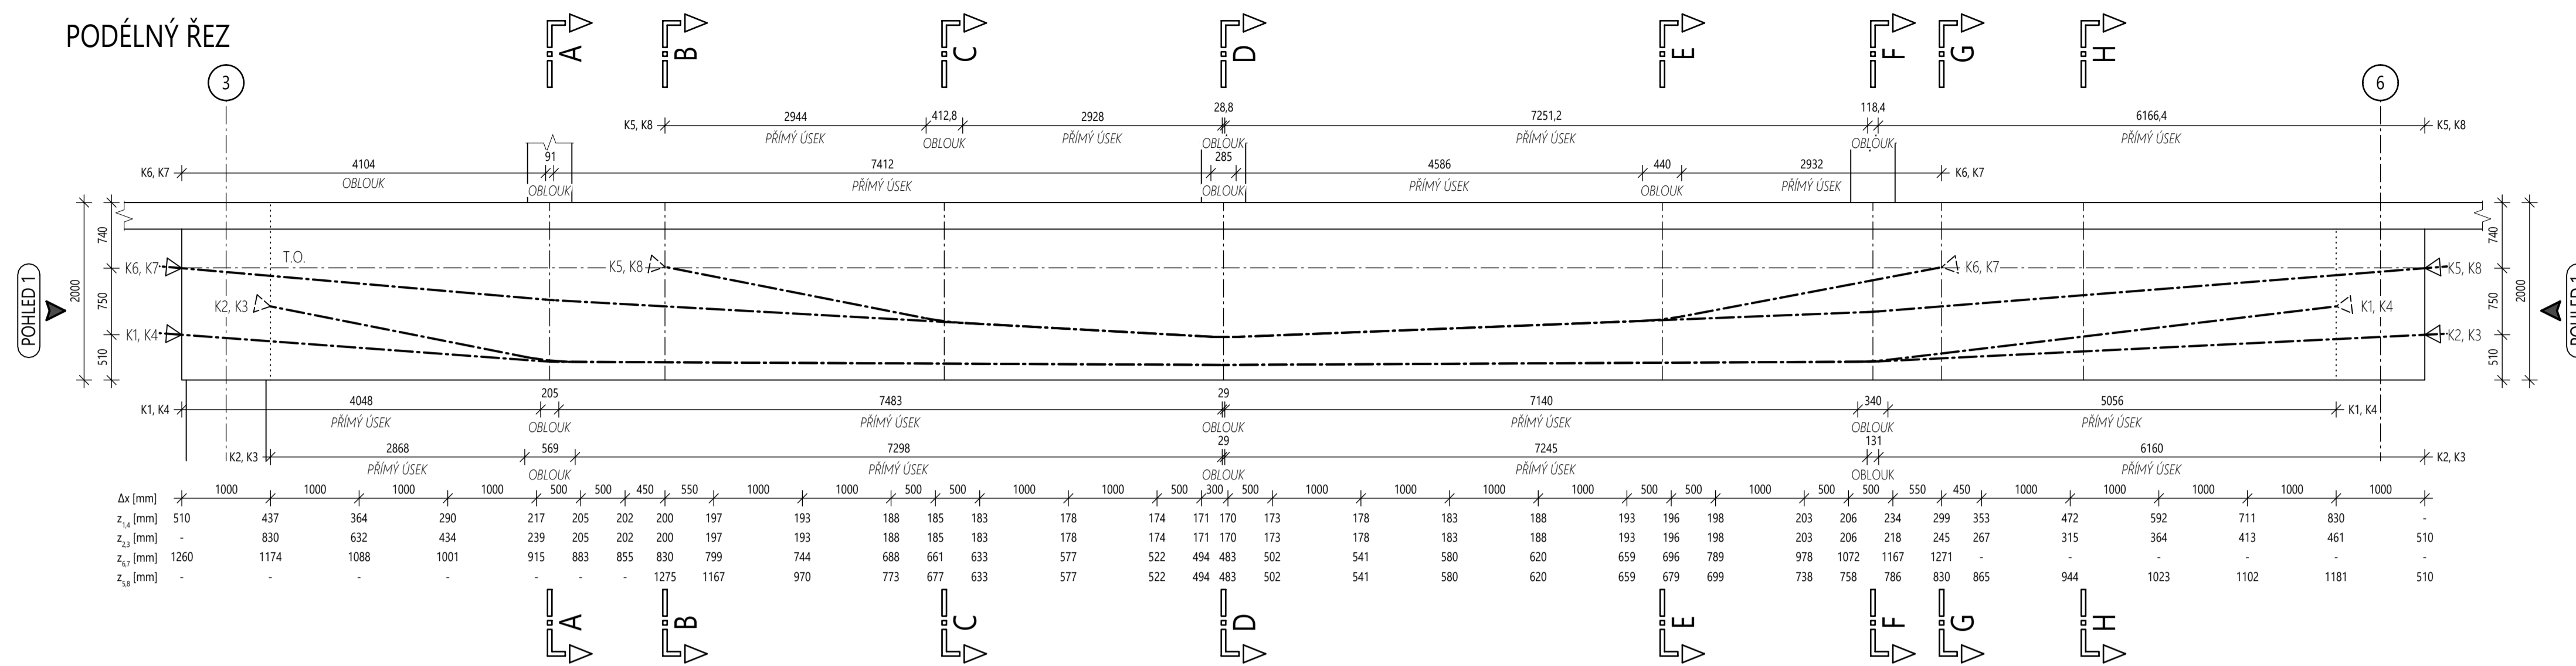 PODÉLNÝ ŘEZ
A B C D E F G H
3 6
K5, K8 2944 412,8 2928 28,8 7251,2 118,4 6166,4 K5, K8
PŘÍMÝ ÚSEK OBLOUK PŘÍMÝ ÚSEK OBLOUK PŘÍMÝ ÚSEK OBLOUK PŘÍMÝ ÚSEK
K6, K7 4104 91 7412 285 4586 440 2932 K6, K7
OBLOUK OBLOUK PŘÍMÝ ÚSEK OBLOUK PŘÍMÝ ÚSEK OBLOUK PŘÍMÝ ÚSEK
POHLED 1
2000
740
750
510
T.O.
K6, K7 K5, K8 K6, K7 K5, K8
K2, K3 K1, K4
K1, K4 K2, K3
740
750
510
2000
K1, K4 4048 205 7483 29 7140 340 5056 K1, K4
PŘÍMÝ ÚSEK OBLOUK PŘÍMÝ ÚSEK OBLOUK PŘÍMÝ ÚSEK OBLOUK PŘÍMÝ ÚSEK
K2, K3 2868 569 7298 29 7245 131 6160 K2, K3
PŘÍMÝ ÚSEK OBLOUK PŘÍMÝ ÚSEK OBLOUK PŘÍMÝ ÚSEK OBLOUK PŘÍMÝ ÚSEK
Δx [mm] 1000 1000 1000 1000 500 500 450 550 1000 1000 500 500 1000 1000 500 300 500 1000 1000 1000 1000 500 500 1000 500 500 550 450 1000 1000 1000 1000 1000
z1,4 [mm] 510 437 364 290 217 205 202 200 197 193 188 185 183 178 174 171 170 173 178 183 188 193 196 198 203 206 234 299 353 472 592 711 830 -
z2,3 [mm] - 830 632 434 239 205 202 200 197 193 188 185 183 178 174 171 170 173 178 183 188 193 196 198 203 206 218 245 267 315 364 413 461 510
z6,7 [mm] 1260 1174 1088 1001 915 883 855 830 799 744 688 661 633 577 522 494 483 502 541 580 620 659 696 789 978 1072 1167 1271 - - - - - -
z5,8 [mm] - - - - - - - 1275 1167 970 773 677 633 577 522 494 483 502 541 580 620 659 679 699 738 758 786 830 865 944 1023 1102 1181 510
A B C D E F G H